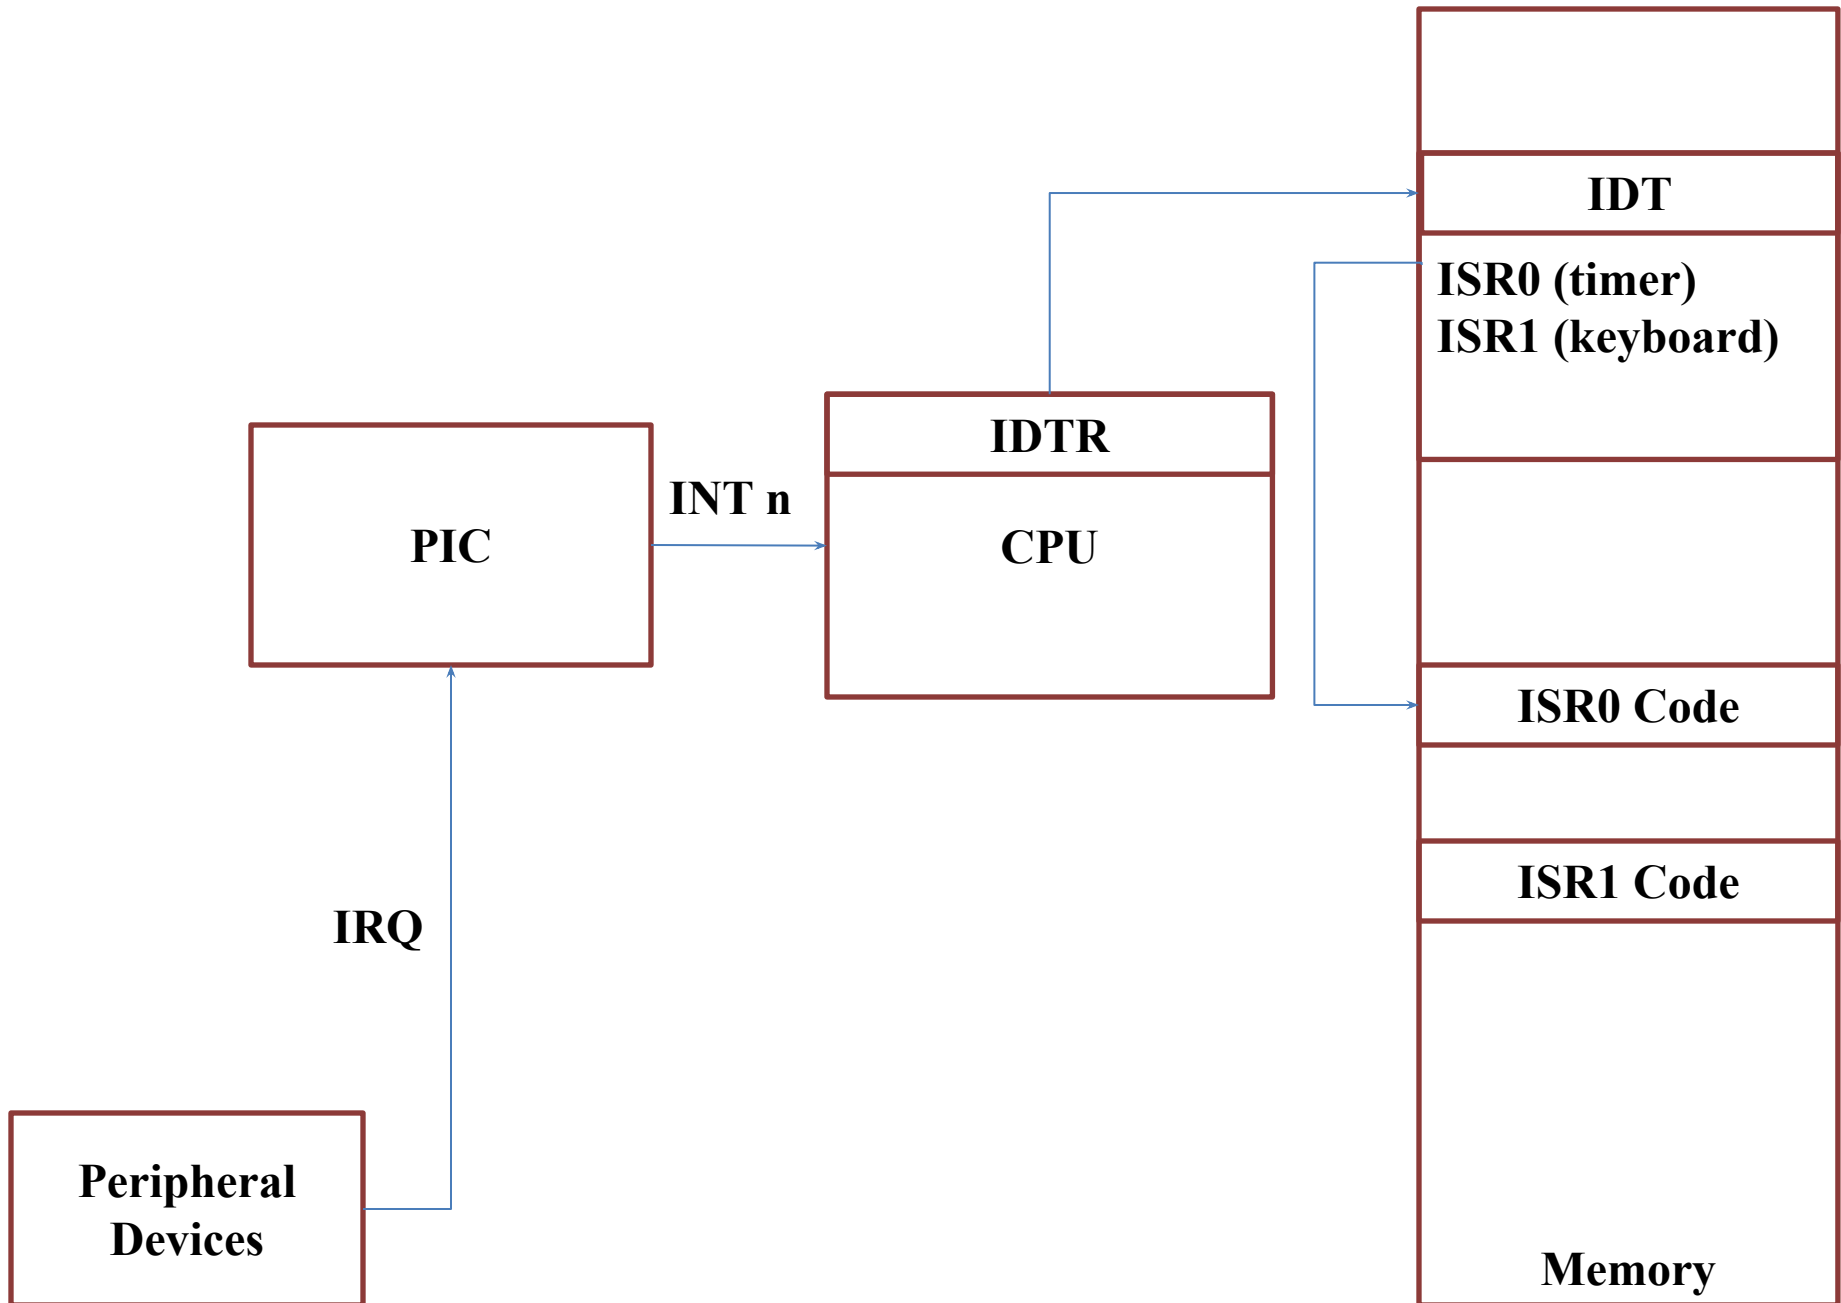 IDT
ISR0 (timer)
ISR1 (keyboard)
IDTR
INT n
PIC
CPU
ISR0 Code
ISR1 Code
IRQ
Peripheral
Devices
Memory